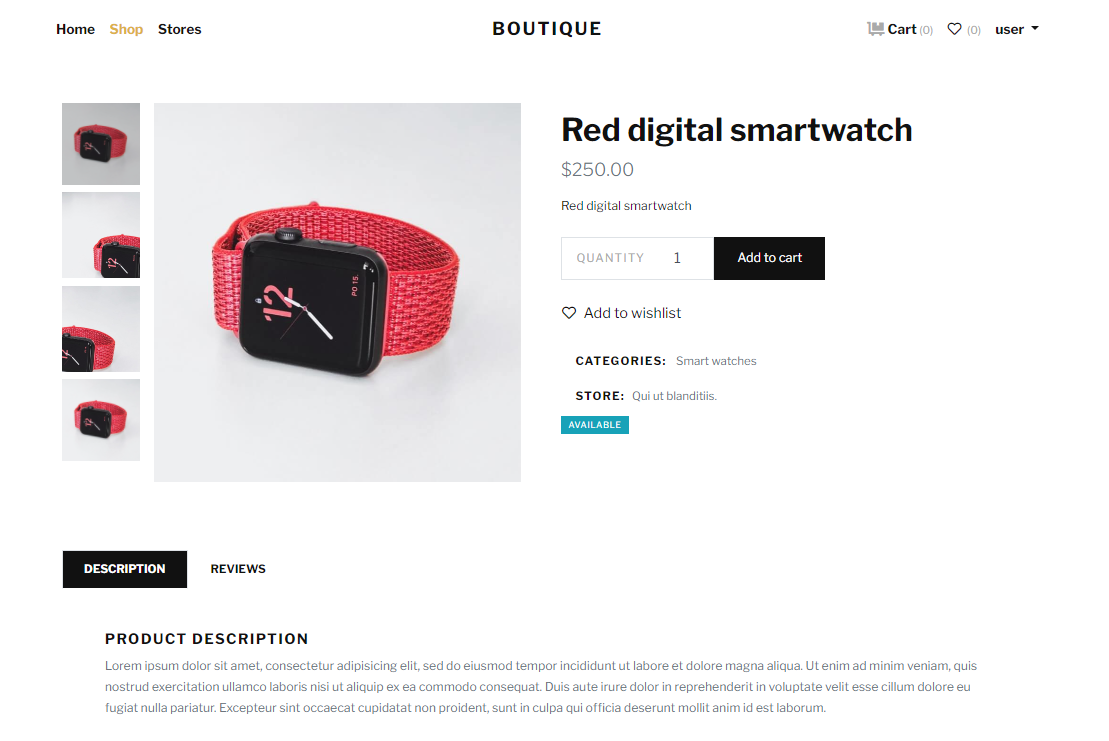 Home Shop Stores BOUTIQUE Cart (0) (0) user
Red digital smartwatch
$250.00
Red digital smartwatch
QUANTITY 1 Add to cart
12
PO 15.
Add to wishlist
CATEGORIES: Smart watches
STORE: Qui ut blanditiis.
AVAILABLE
DESCRIPTION REVIEWS
PRODUCT DESCRIPTION
Lorem ipsum dolor sit amet, consectetur adipisicing elit, sed do eiusmod tempor incididunt ut labore et dolore magna aliqua. Ut enim ad minim veniam, quis
nostrud exercitation ullamco laboris nisi ut aliquip ex ea commodo consequat. Duis aute irure dolor in reprehenderit in voluptate velit esse cillum dolore eu
fugiat nulla pariatur. Excepteur sint occaecat cupidatat non proident, sunt in culpa qui officia deserunt mollit anim id est laborum.